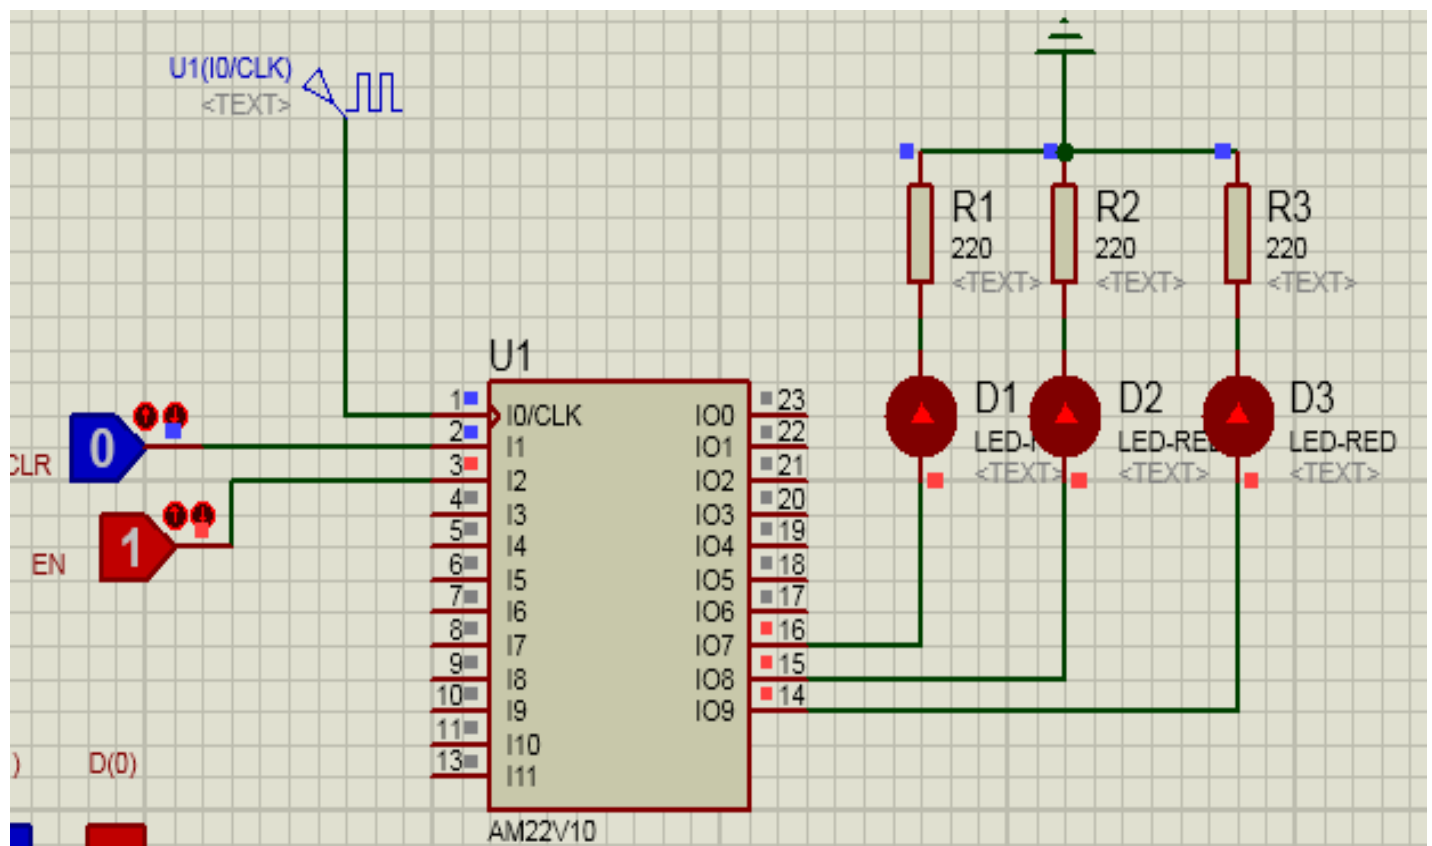 U1(I0/CLK)
<TEXT>
R1
220
<TEXT>
R2
220
<TEXT>
R3
220
<TEXT>
U1
D1
<TEXT>
D2
<TEXT>
D3
LED-RED
<TEXT>
0
CLR
1
EN
1 I0/CLK IO0 23
2 I1 IO1 22
3 I2 IO2 21
4 I3 IO3 20
5 I4 IO4 19
6 I5 IO5 18
7 I6 IO6 17
8 I7 IO7 16
9 I8 IO8 15
10 I9 IO9 14
11 I10
13 I11
) D(0)
AM22V10